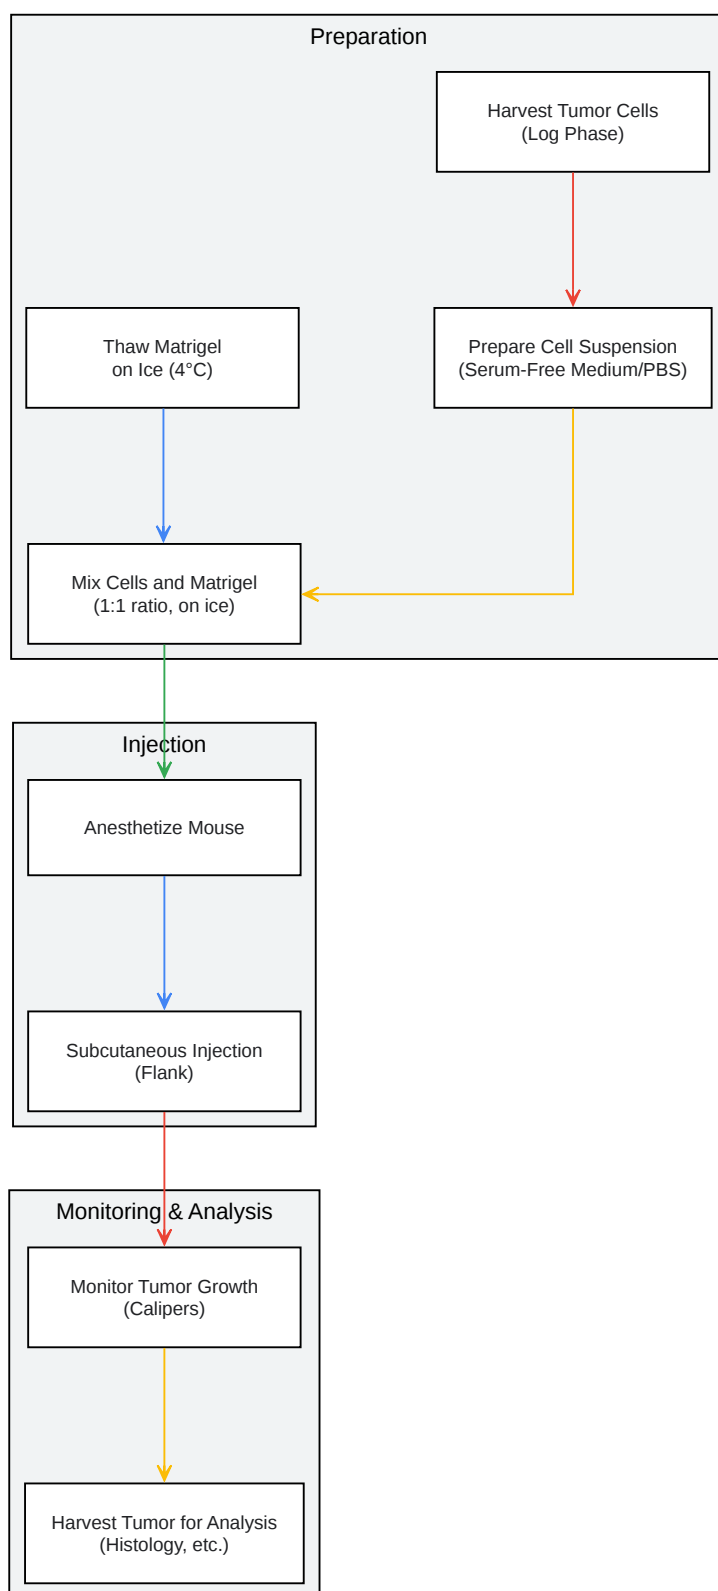 Preparation
Harvest Tumor Cells
(Log Phase)
Thaw Matrigel
on Ice (4°C)
Prepare Cell Suspension
(Serum-Free Medium/PBS)
Mix Cells and Matrigel
(1:1 ratio, on ice)
Injection
Anesthetize Mouse
Subcutaneous Injection
(Flank)
Monitoring & Analysis
Monitor Tumor Growth
(Calipers)
Harvest Tumor for Analysis
(Histology, etc.)